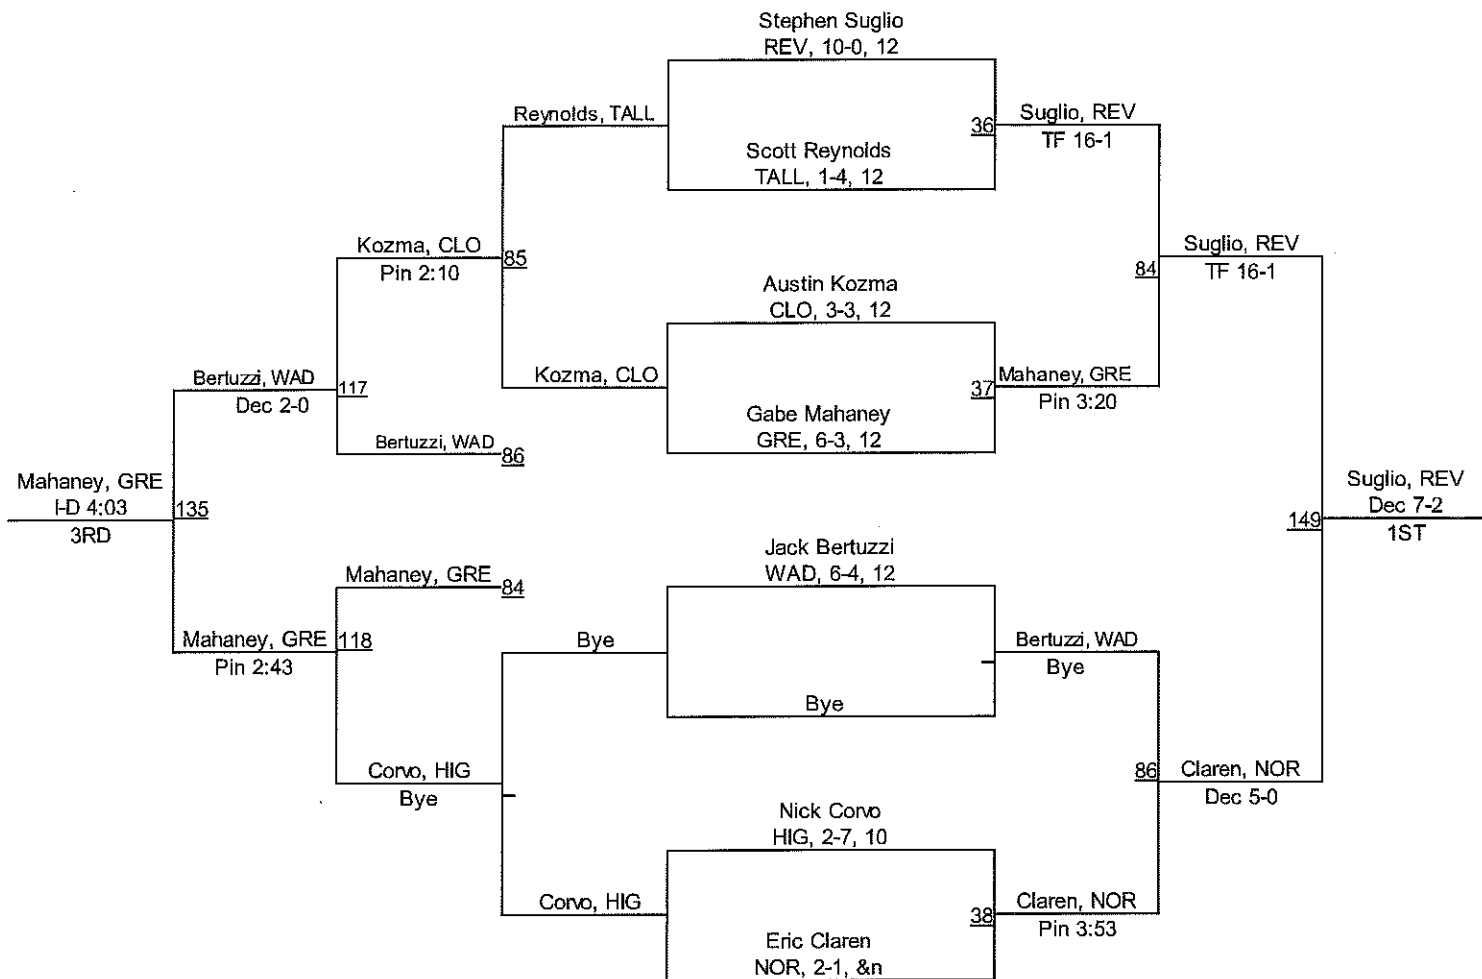 Stephen Suglio
REV, 10-0, 12
Reynolds, TALL
36
Suglio, REV
TF 16-1
Scott Reynolds
TALL, 1-4, 12
Kozma, CLO
Pin 2:10
85
84
Suglio, REV
TF 16-1
Austin Kozma
CLO, 3-3, 12
Bertuzzi, WAD
Dec 2-0
117
Kozma, CLO
37
Mahaney, GRE
Pin 3:20
Gabe Mahaney
GRE, 6-3, 12
Bertuzzi, WAD
86
Mahaney, GRE
I-D 4:03
3RD
135
149
Suglio, REV
Dec 7-2
1ST
Jack Bertuzzi
WAD, 6-4, 12
Mahaney, GRE
84
Mahaney, GRE
Pin 2:43
118
Bye
Bertuzzi, WAD
Bye
Bye
Corvo, HIG
Bye
86
Claren, NOR
Dec 5-0
Nick Corvo
HIG, 2-7, 10
Corvo, HIG
38
Claren, NOR
Pin 3:53
Eric Claren
NOR, 2-1, &n